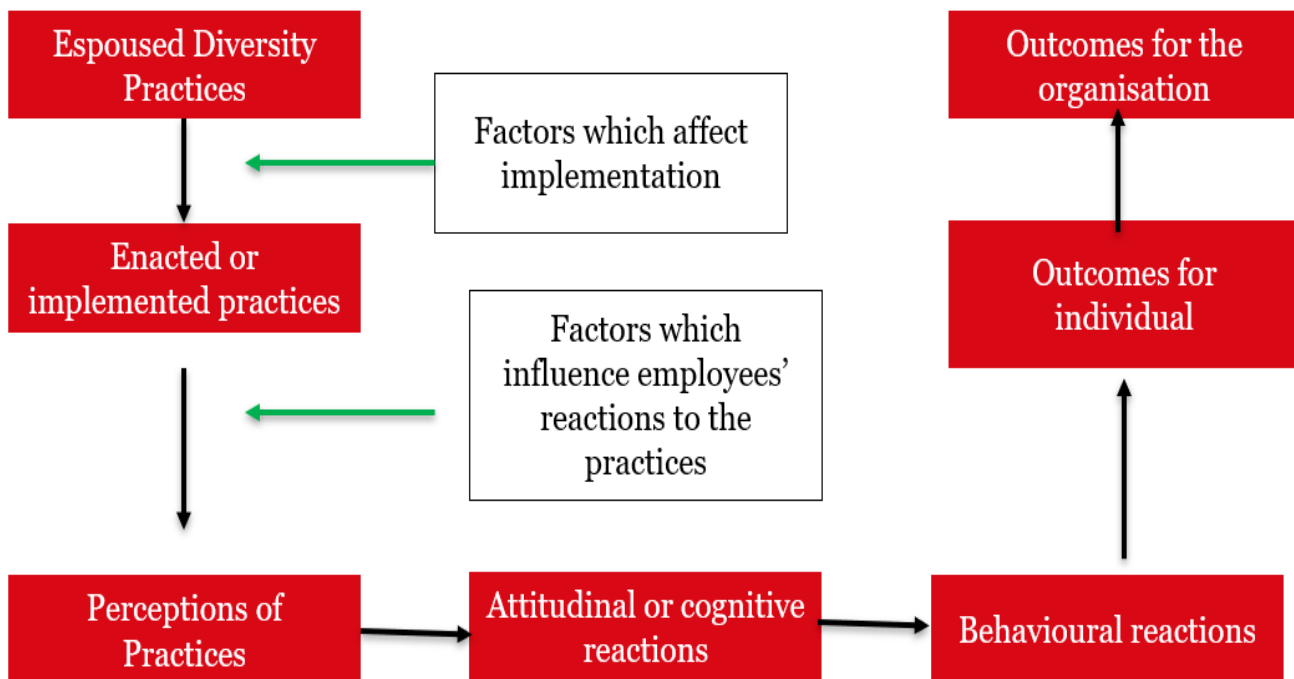 Espoused Diversity
Practices
Factors which affect
implementation
Enacted or
implemented practices
Factors which
influence employees’
reactions to the
practices
Perceptions of
Practices
Attitudinal or cognitive
reactions
Behavioural reactions
Outcomes for
individual
Outcomes for the
organisation